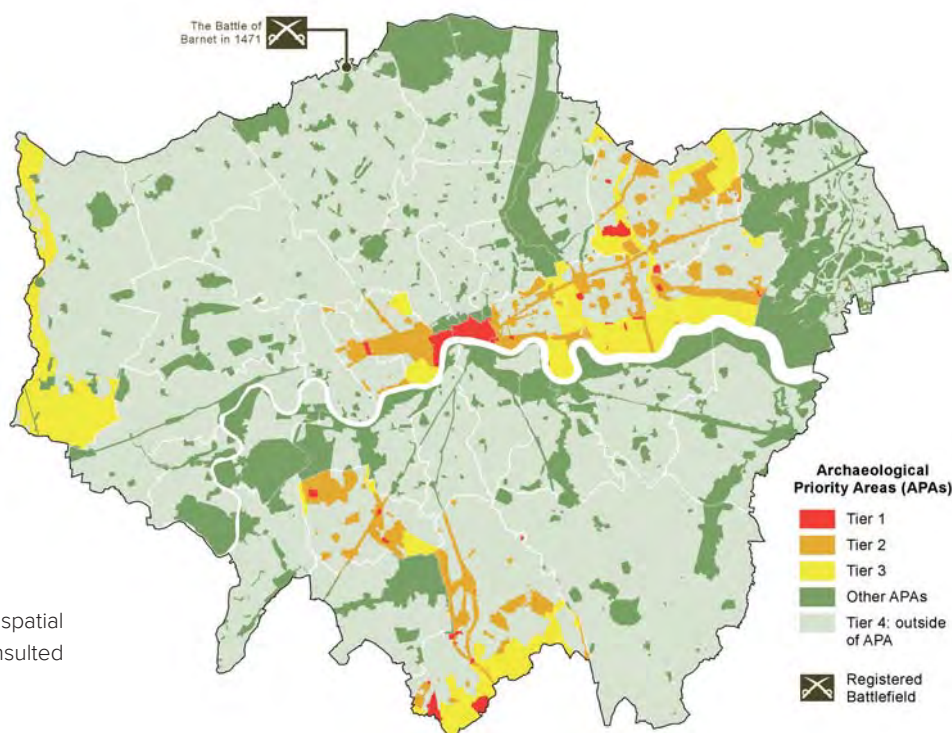 The Battle of
Barnet in 1471
spatial
nsulted
Archaeological
Priority Areas (APAs)
Tier 1
Tier 2
Tier 3
Other APAs
Tier 4: outside
of APA
Registered
Battlefield